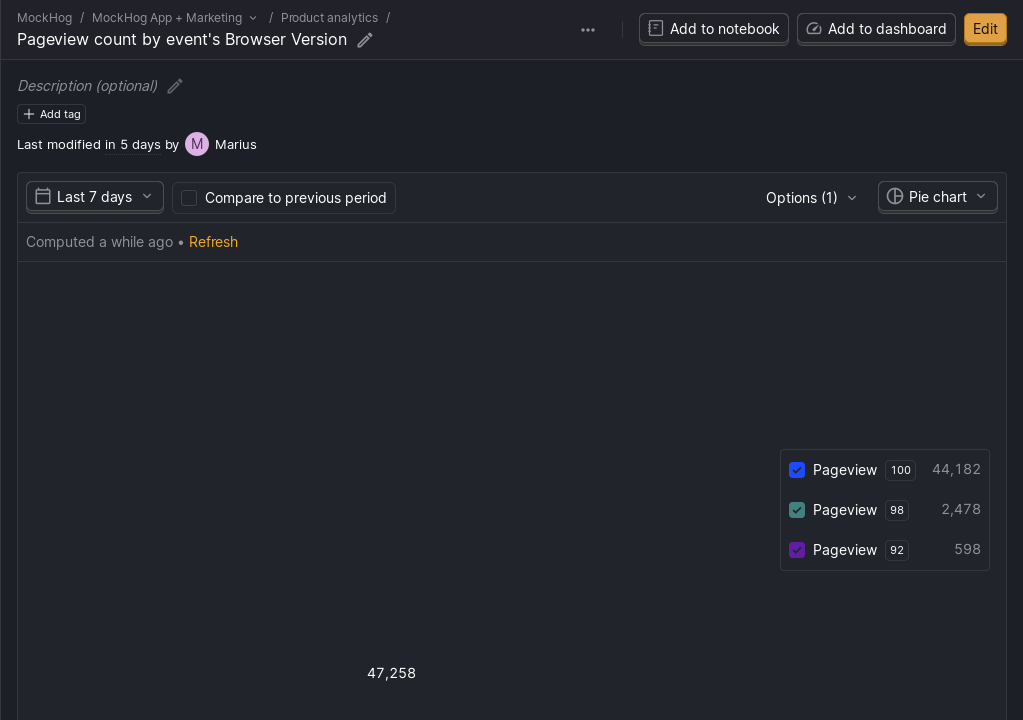 MockHog / MockHog App + Marketing / Product analytics /
Pageview count by event's Browser Version
Add to notebook
Add to dashboard
Edit
Description (optional)
Add tag
Last modified in 5 days by M Marius
Last 7 days
Compare to previous period
Options (1)
Pie chart
Computed a while ago • Refresh
Pageview 100 44,182
Pageview 98 2,478
Pageview 92 598
47,258